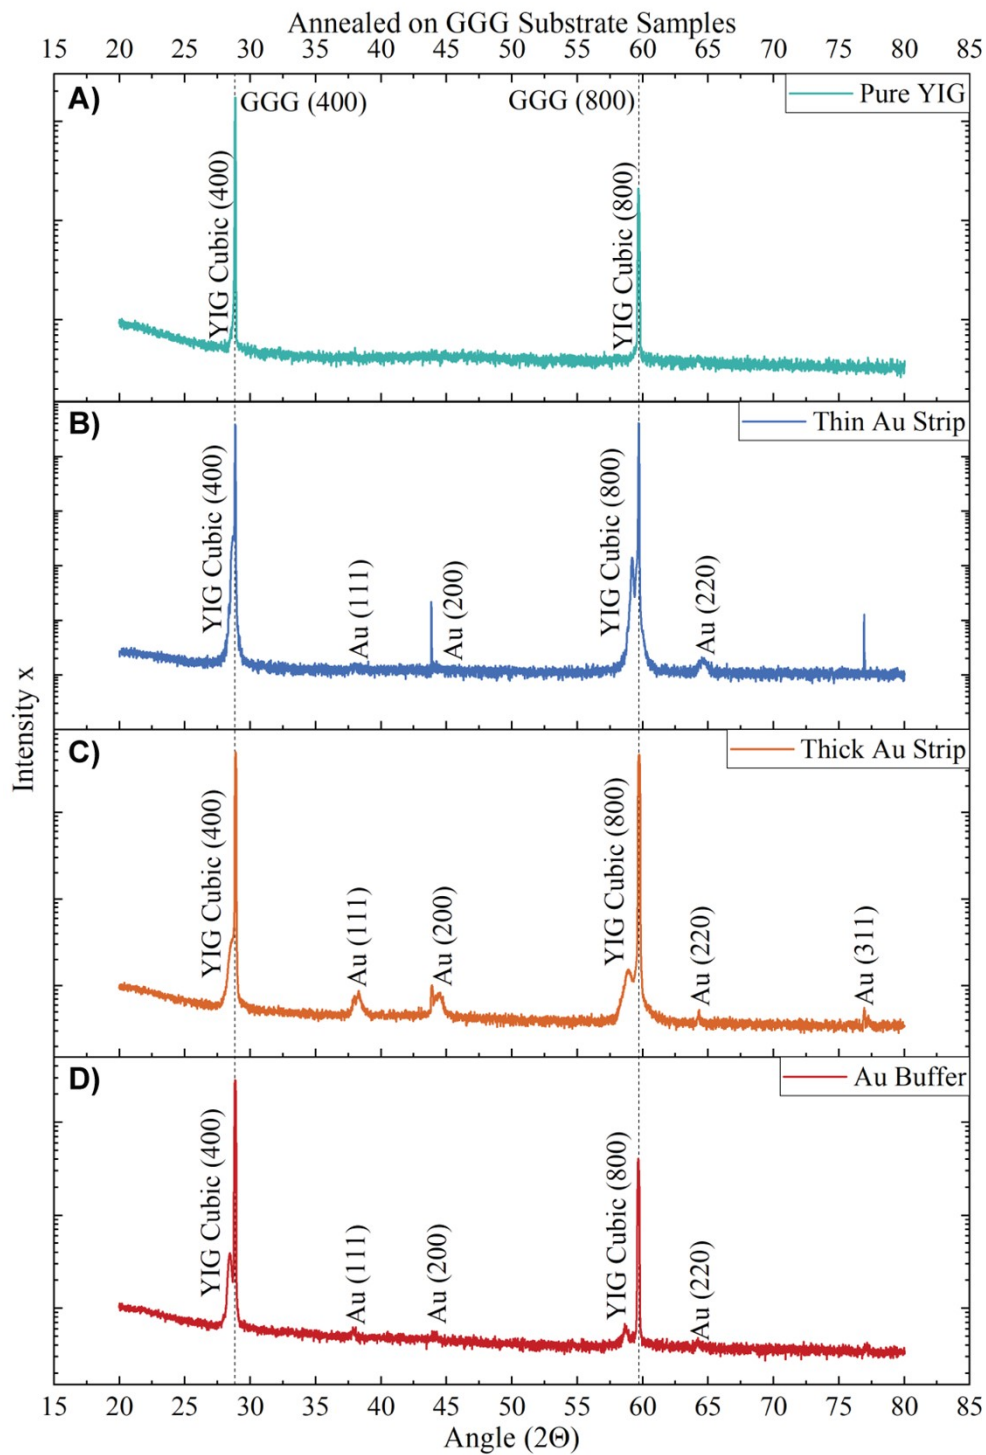 Annealed on GGG Substrate Samples
15 20 25 30 35 40 45 50 55 60 65 70 75 80 85
A)
GGG (400)
GGG (800)
Pure YIG
YIG Cubic (400)
YIG Cubic (800)
B)
Thin Au Strip
YIG Cubic (400)
Au (111)
Au (200)
YIG Cubic (800)
Au (220)
Intensity x
C)
Thick Au Strip
YIG Cubic (400)
Au (111)
Au (200)
YIG Cubic (800)
Au (220)
Au (311)
D)
Au Buffer
YIG Cubic (400)
Au (111)
Au (200)
YIG Cubic (800)
Au (220)
15 20 25 30 35 40 45 50 55 60 65 70 75 80 85
Angle (2Θ)